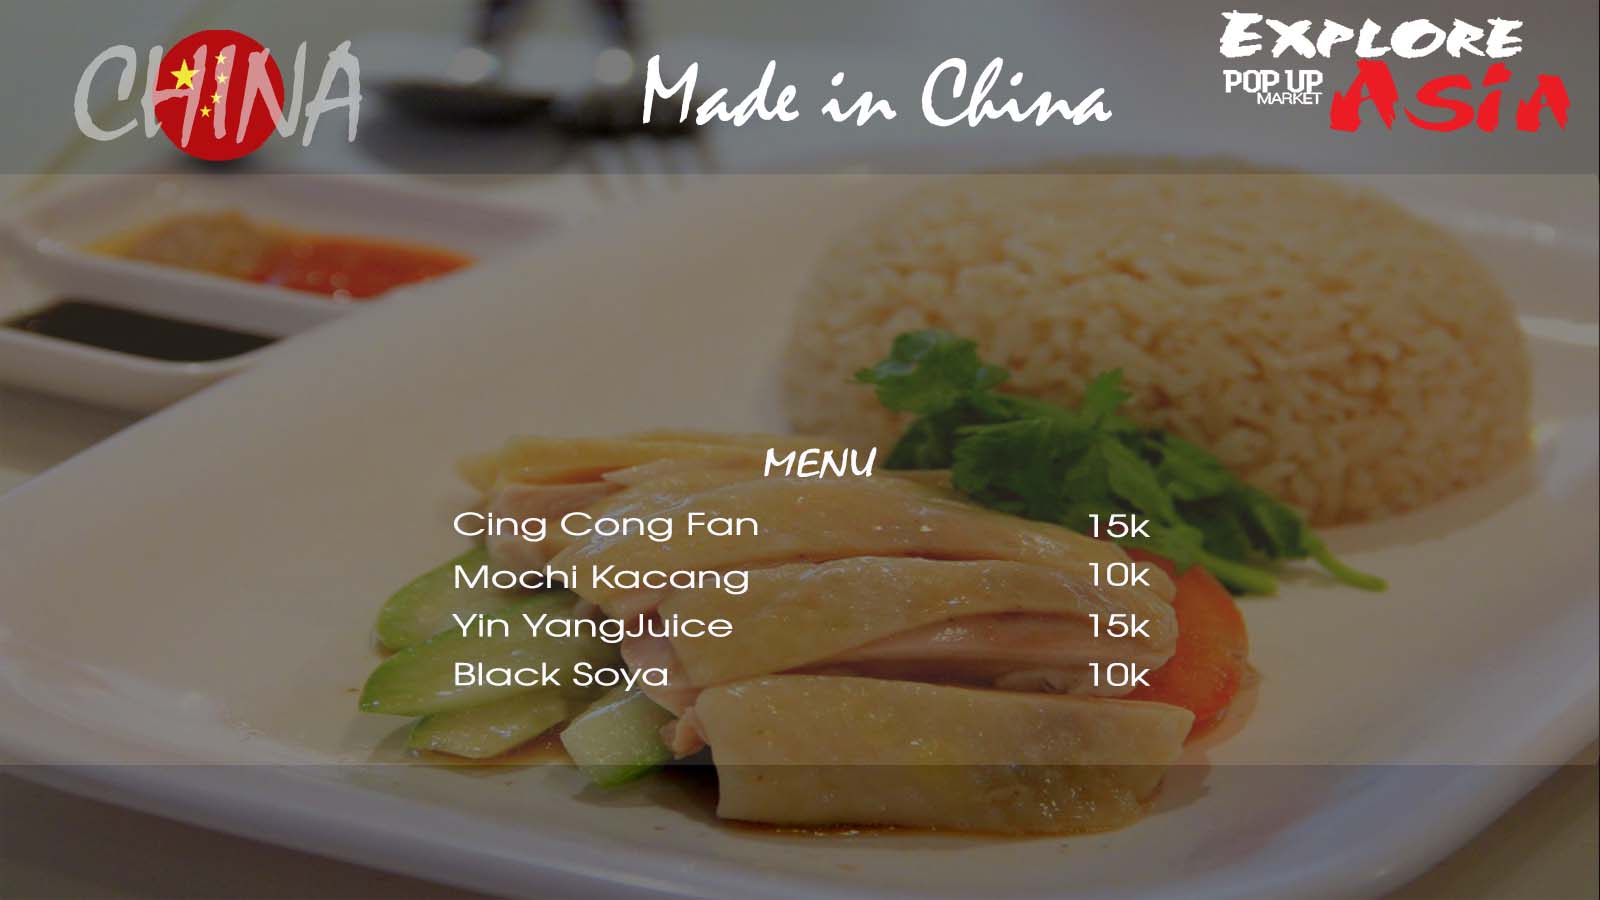 CHINA
Made in China
EXPLORE
POP UP
MARKET
ASiA
MENU
Cing Cong Fan 15k
Mochi Kacang 10k
Yin YangJuice 15k
Black Soya 10k